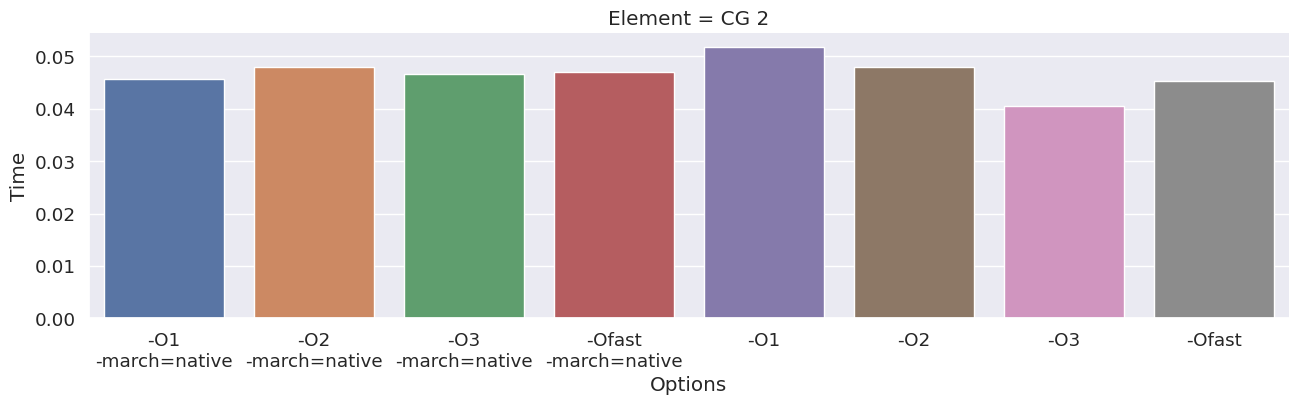 Element = CG 2
Time
0.05
0.04
0.03
0.02
0.01
0.00
-O1 -O2 -O3 -Ofast -O1 -O2 -O3 -Ofast
-march=native -march=native -march=native -march=native
Options